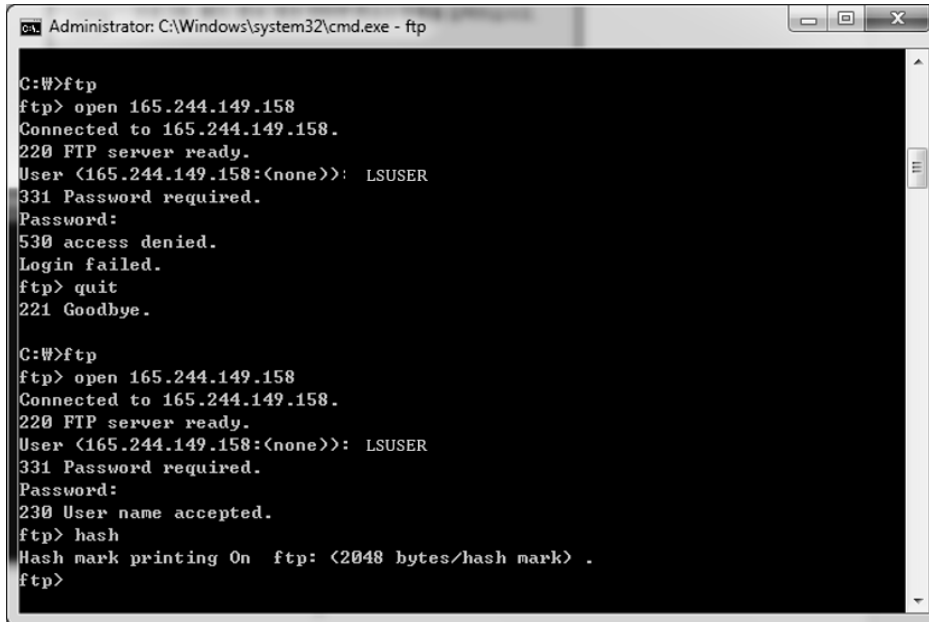 Administrator: C:\Windows\system32\cmd.exe - ftp
C:₩>ftp
ftp> open 165.244.149.158
Connected to 165.244.149.158.
220 FTP server ready.
User (165.244.149.158:(none)): LSUSER
331 Password required.
Password:
530 access denied.
Login failed.
ftp> quit
221 Goodbye.
C:₩>ftp
ftp> open 165.244.149.158
Connected to 165.244.149.158.
220 FTP server ready.
User (165.244.149.158:(none)): LSUSER
331 Password required.
Password:
230 User name accepted.
ftp> hash
Hash mark printing On ftp: (2048 bytes/hash mark) .
ftp>